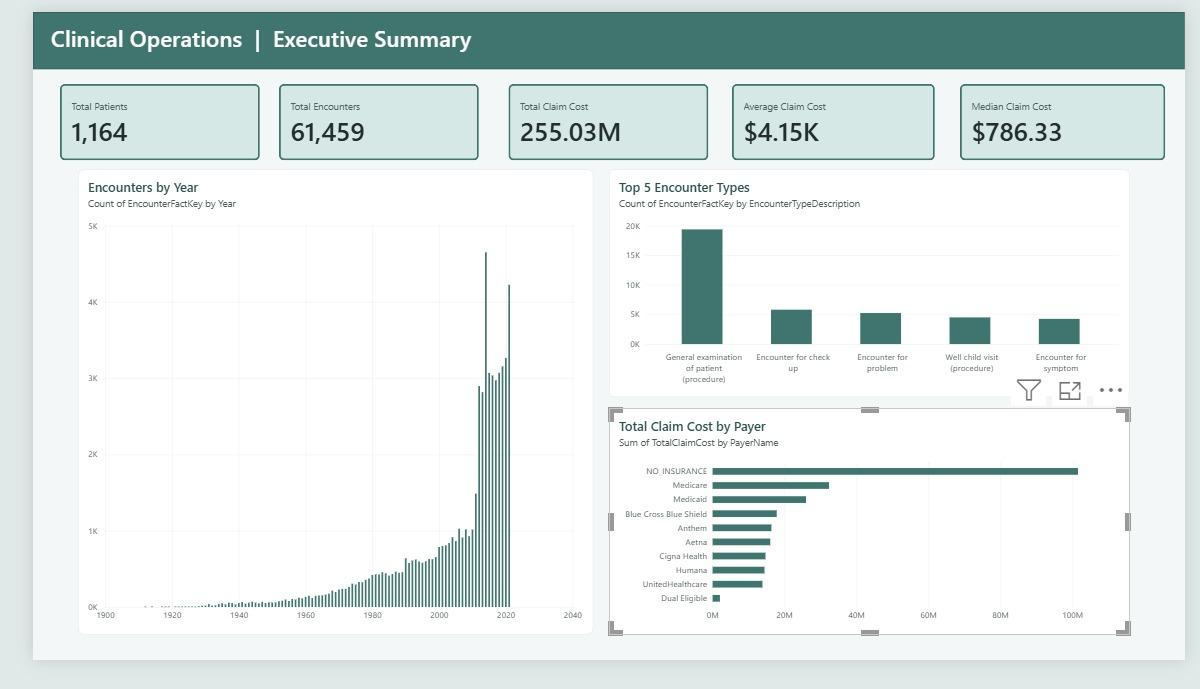 Clinical Operations | Executive Summary
Total Patients
1,164
Total Encounters
61,459
Total Claim Cost
255.03M
Average Claim Cost
$4.15K
Median Claim Cost
$786.33
Encounters by Year
Count of EncounterFactKey by Year
5K
4K
3K
2K
1K
0K
1900 1920 1940 1960 1980 2000 2020 2040
Top 5 Encounter Types
Count of EncounterFactKey by EncounterTypeDescription
20K
15K
10K
5K
0K
General examination
of patient
(procedure)
Encounter for check
up
Encounter for
problem
Well child visit
(procedure)
Encounter for
symptom
Total Claim Cost by Payer
Sum of TotalClaimCost by PayerName
NO_INSURANCE
Medicare
Medicaid
Blue Cross Blue Shield
Anthem
Aetna
Cigna Health
Humana
UnitedHealthcare
Dual Eligible
0M 20M 40M 60M 80M 100M